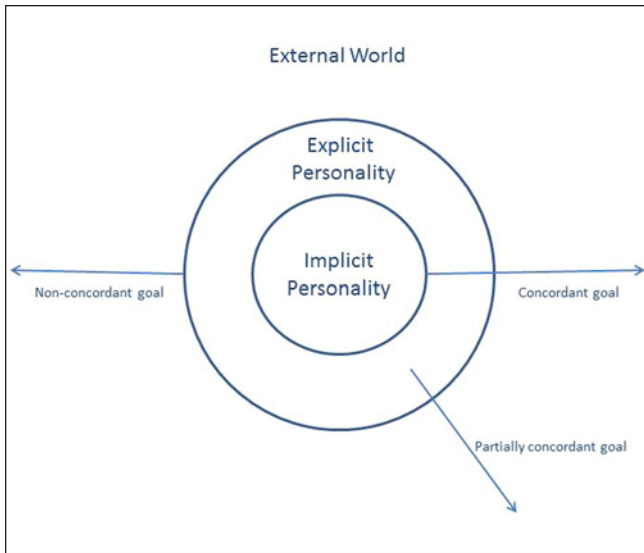 External World
Explicit
Personality
Implicit
Personality
Non-concordant goal
Concordant goal
Partially concordant goal